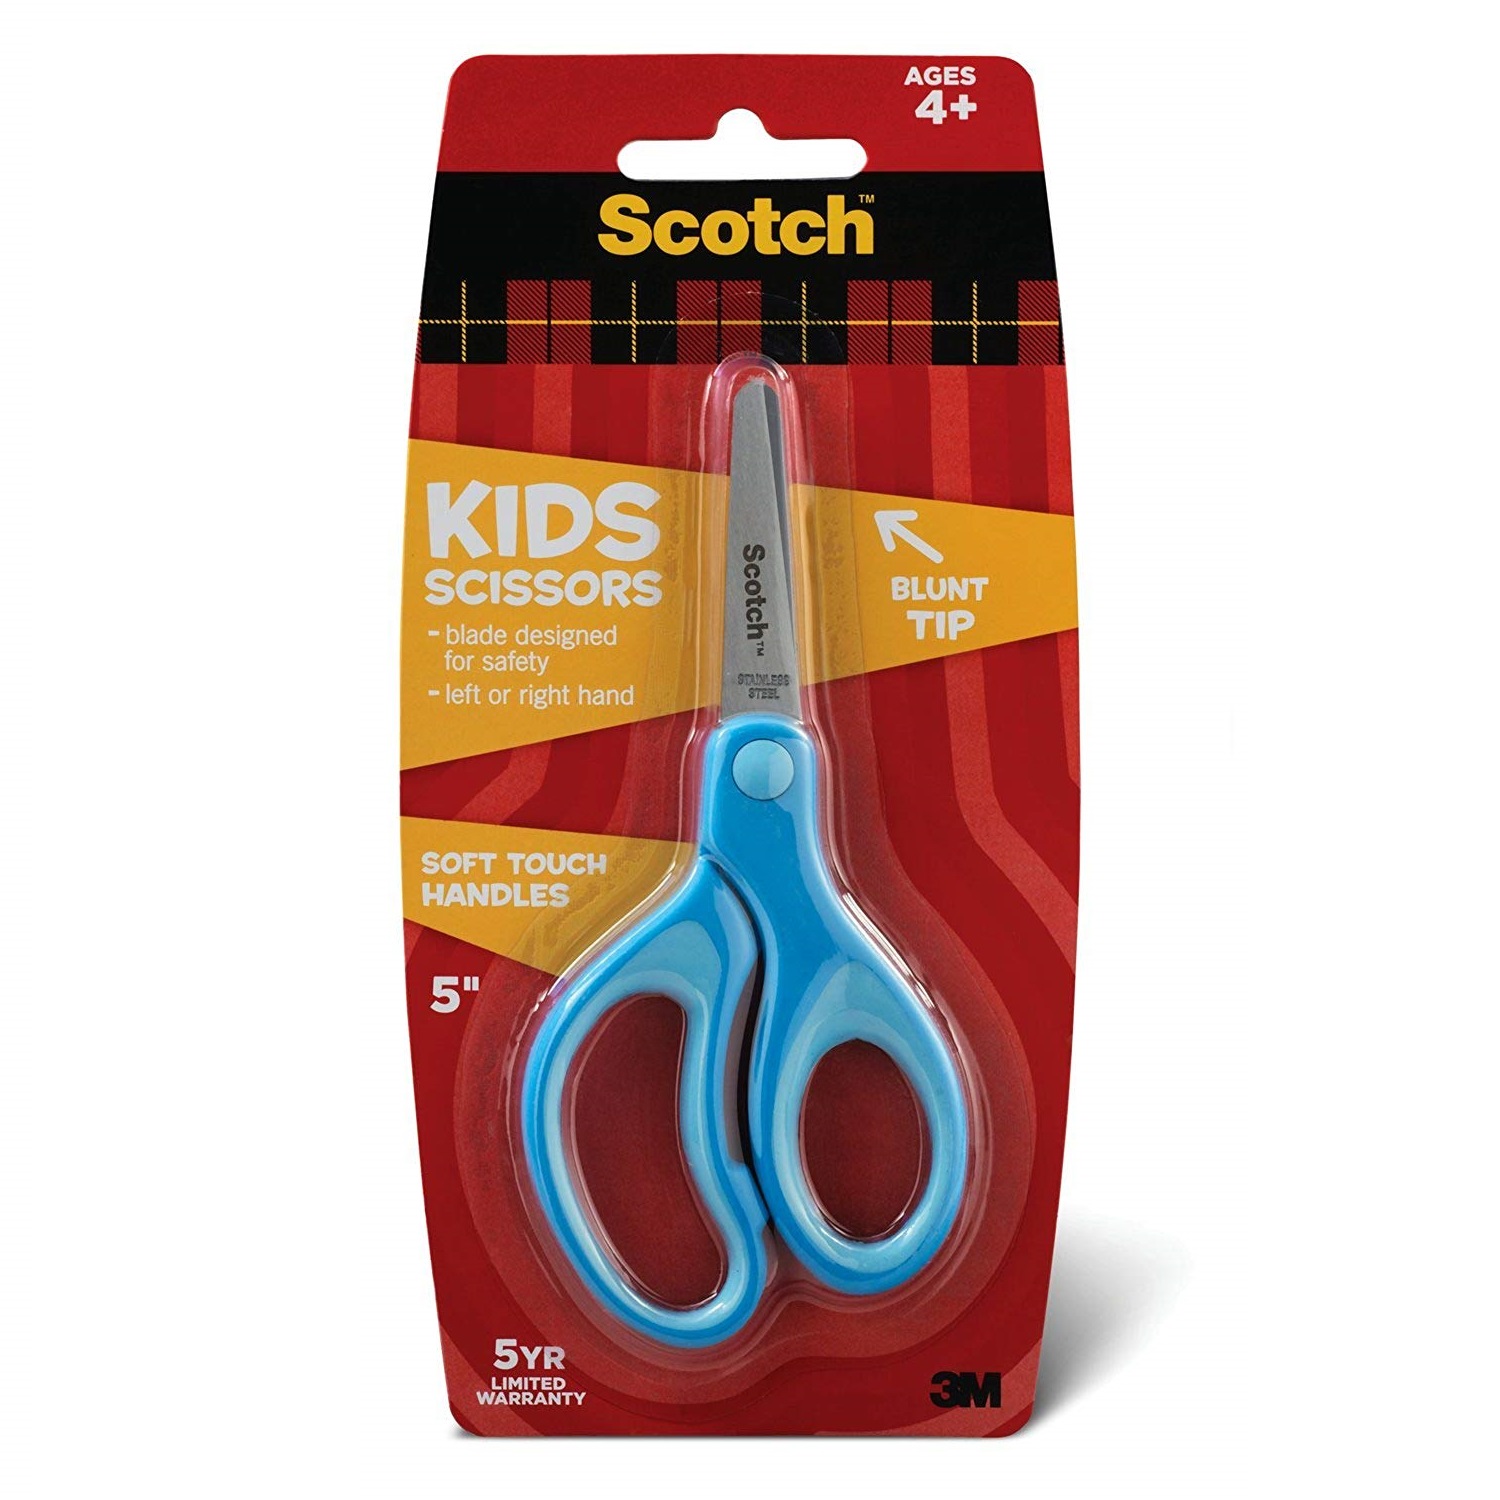 AGES
4+
Scotch™
KIDS
SCISSORS
- blade designed
for safety
- left or right hand
BLUNT
TIP
Scotch™
STAINLESS
STEEL
SOFT TOUCH
HANDLES
5"
5YR
LIMITED
WARRANTY
3M